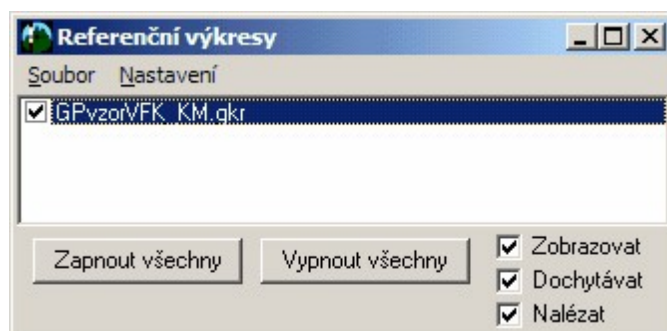 Referenční výkresy
Soubor Nastavení
GPvzorVFK_KM.gkr
Zapnout všechny Vypnout všechny Zobrazovat
Dochytávat
Nalézat